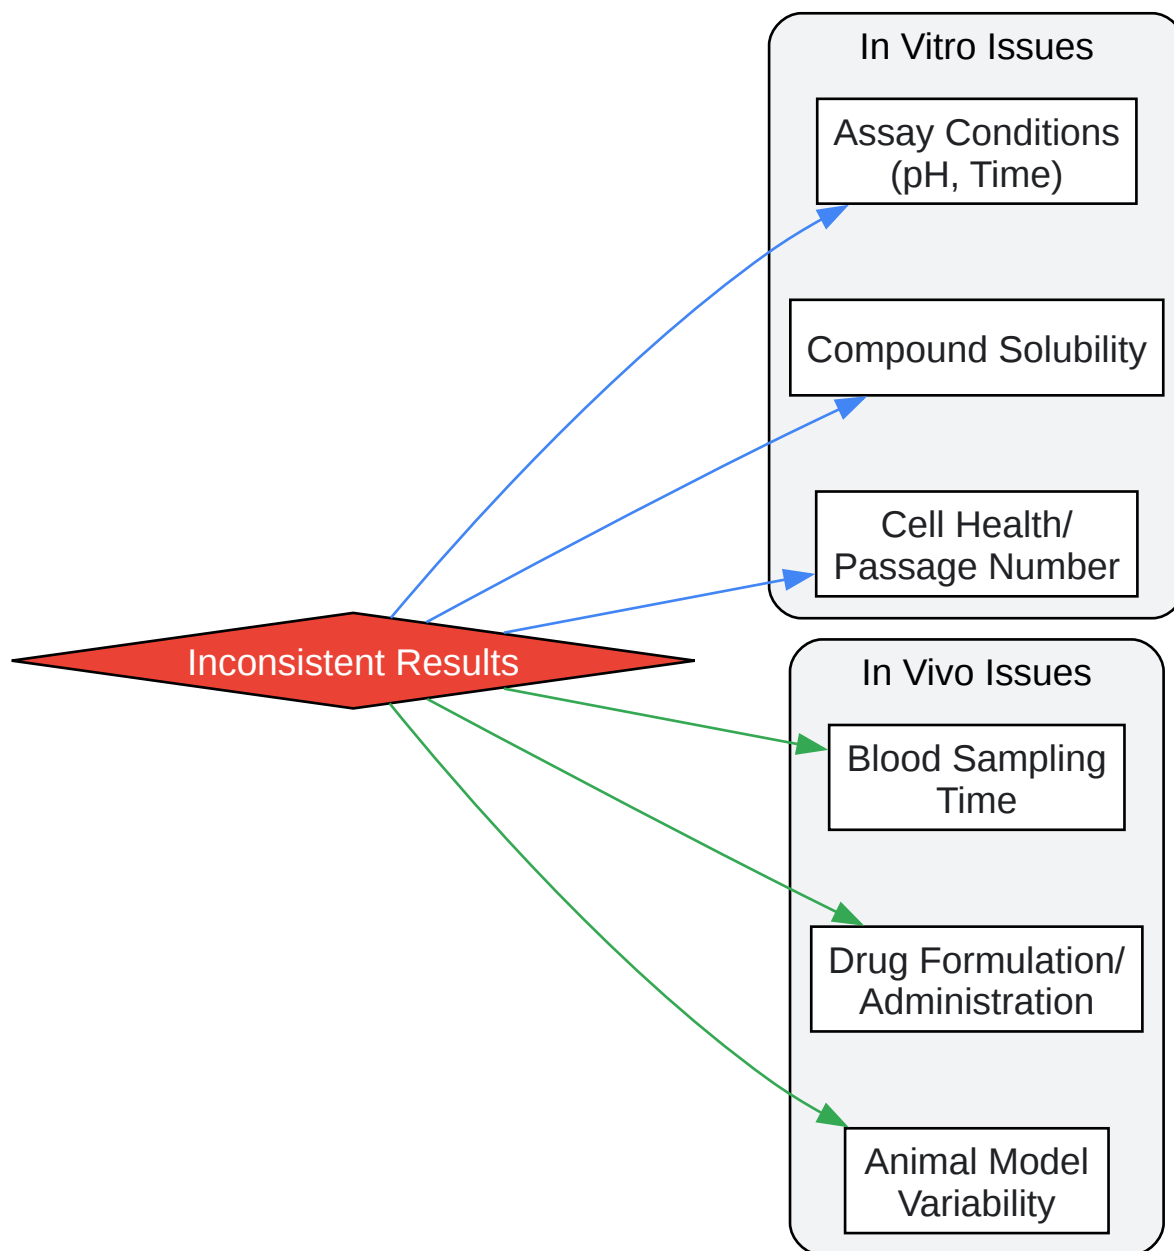 In Vitro Issues
Assay Conditions
(pH, Time)
Compound Solubility
Cell Health/
Passage Number
Inconsistent Results
In Vivo Issues
Blood Sampling
Time
Drug Formulation/
Administration
Animal Model
Variability